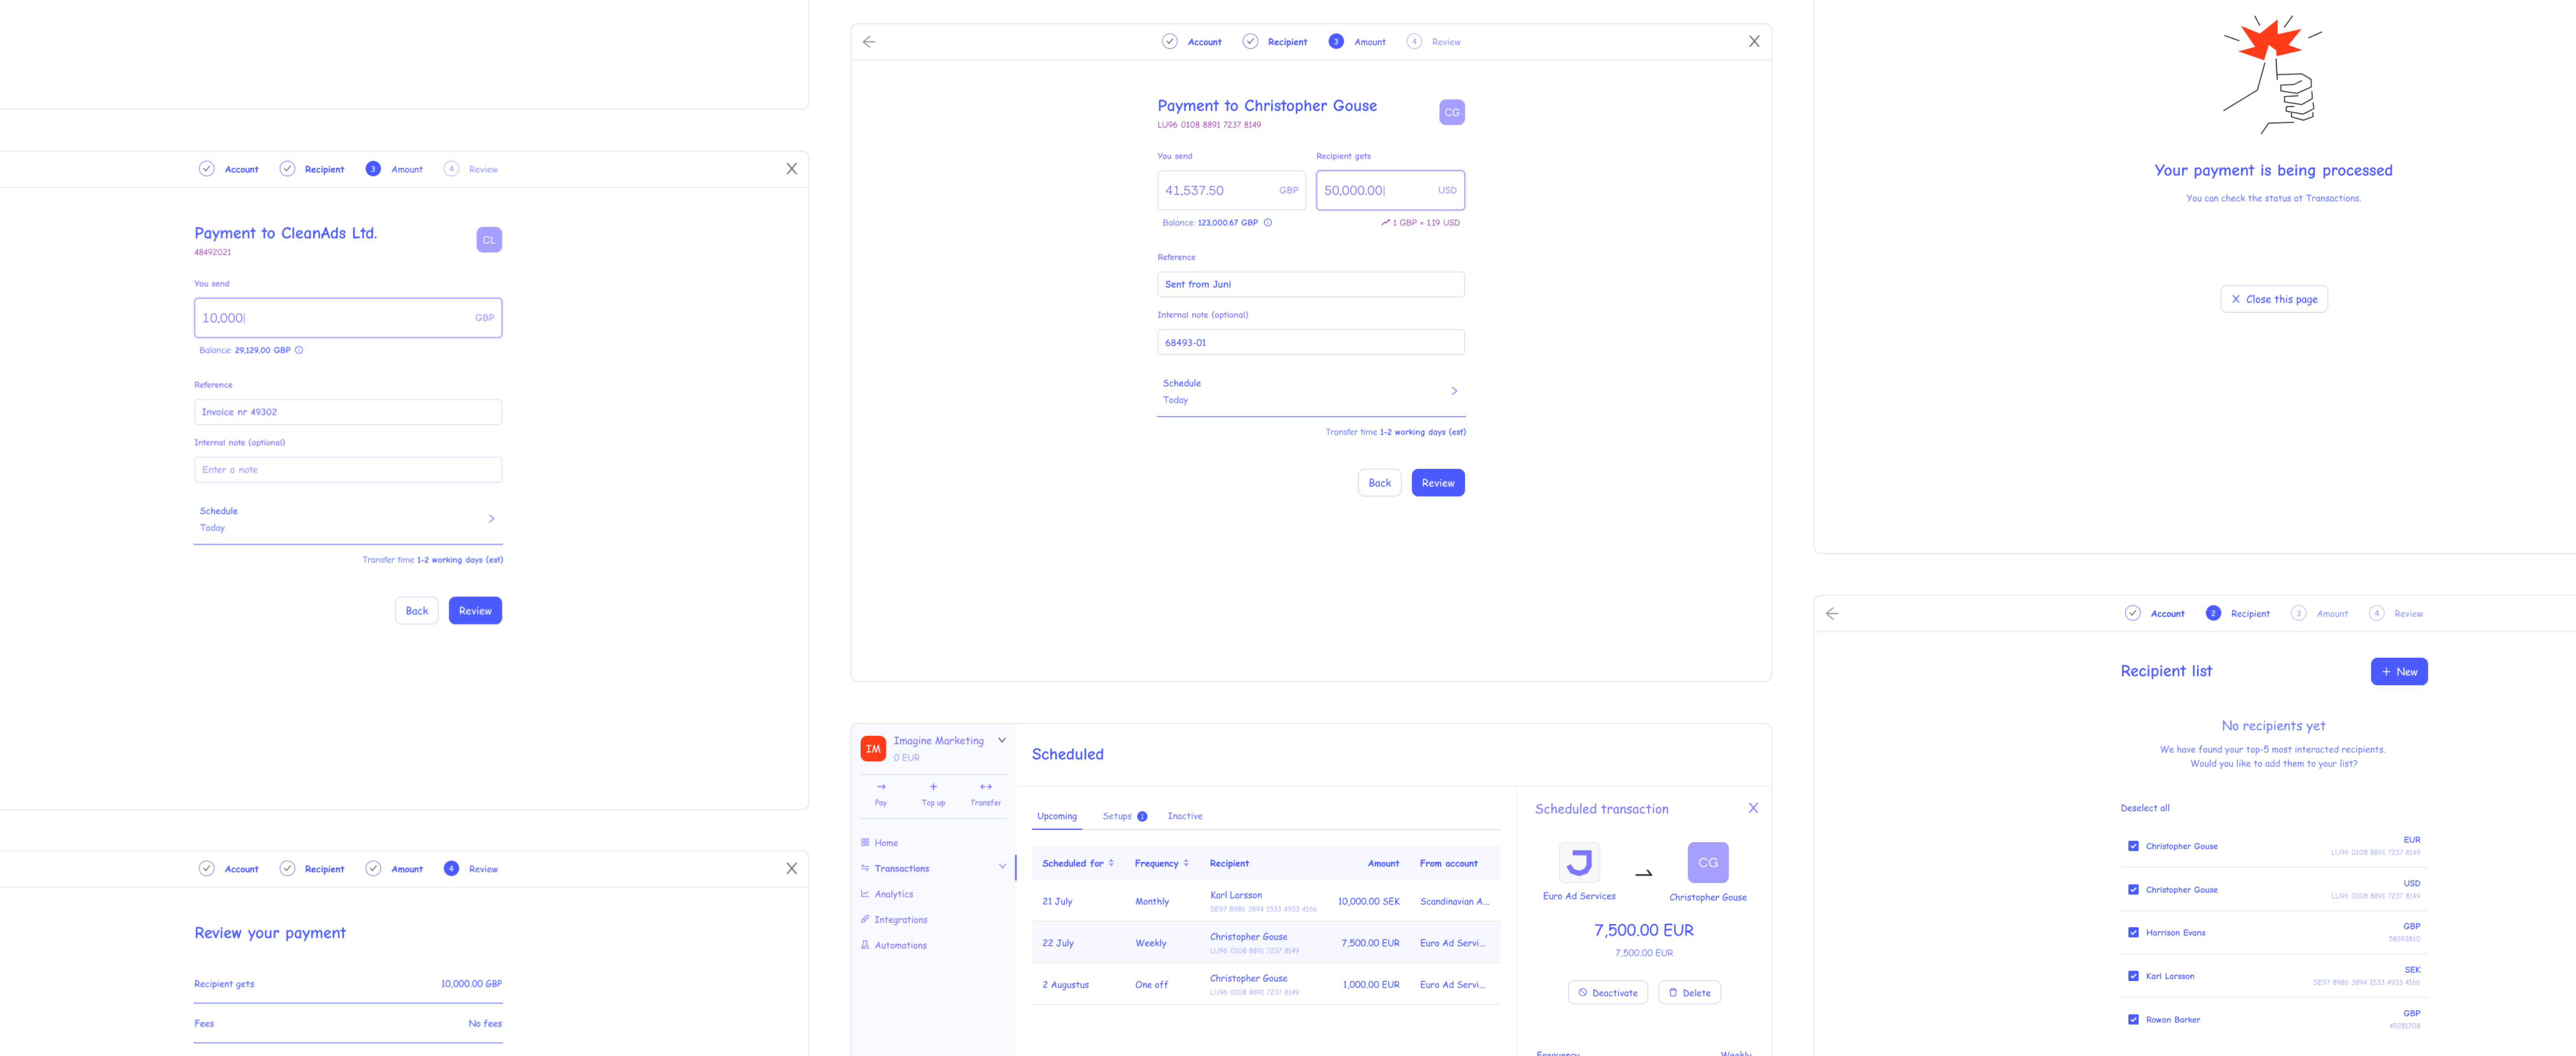 Account
Recipient
3
Amount
4
Review
Payment to CleanAds Ltd.
48492021
CL
You send
10,000
GBP
Balance: 29,129,00 GBP
Reference
Invoice nr 49302
Internal note (optional)
Enter a note
Schedule
Today
Transfer time 1-2 working days (est)
Back
Review
Account
Recipient
Amount
4
Review
Review your payment
Recipient gets
10,000.00 GBP
Fees
No fees
Account
Recipient
3
Amount
4
Review
Payment to Christopher Gouse
LU96 0108 8891 7237 8149
CG
You send
Recipient gets
41,537.50
GBP
50,000.00
USD
Balance: 123,000.67 GBP
1 GBP = 1.19 USD
Reference
Sent from Juni
Internal note (optional)
68493-01
Schedule
Today
Transfer time 1-2 working days (est)
Back
Review
IM
Imagine Marketing
0 EUR
Pay
Top up
Transfer
Home
Transactions
Analytics
Integrations
Automations
Scheduled
Upcoming
Setups
1
Inactive
Scheduled for
Frequency
Recipient
Amount
From account
21 July
Monthly
Karl Larsson
SE97 8986 3894 1533 4933 4166
10,000.00 SEK
Scandinavian A...
22 July
Weekly
Christopher Gouse
LU96 0108 8891 7237 8149
7,500.00 EUR
Euro Ad Servi...
2 Augustus
One off
Christopher Gouse
LU96 0108 8891 7237 8149
1,000.00 EUR
Euro Ad Servi...
Scheduled transaction
Euro Ad Services
CG
Christopher Gouse
7,500.00 EUR
7,500.00 EUR
Deactivate
Delete
Frequency
Weekly
Your payment is being processed
You can check the status at Transactions.
Close this page
Account
2
Recipient
3
Amount
4
Review
Recipient list
New
No recipients yet
We have found your top-5 most interacted recipients.
Would you like to add them to your list?
Deselect all
Christopher Gouse
EUR
LU96 0108 8891 7237 8149
Christopher Gouse
USD
LU96 0108 8891 7237 8149
Harrison Evans
GBP
58393810
Karl Larsson
SEK
SE97 8986 3894 1533 4933 4166
Rowan Barker
GBP
49281708